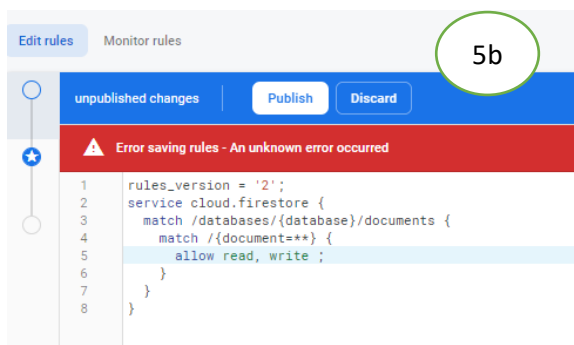 Edit rules Monitor rules
5b
unpublished changes Publish Discard
Error saving rules - An unknown error occurred
1 rules_version = '2';
2 service cloud.firestore {
3 match /databases/{database}/documents {
4 match /{document=**} {
5 allow read, write ;
6 }
7 }
8 }